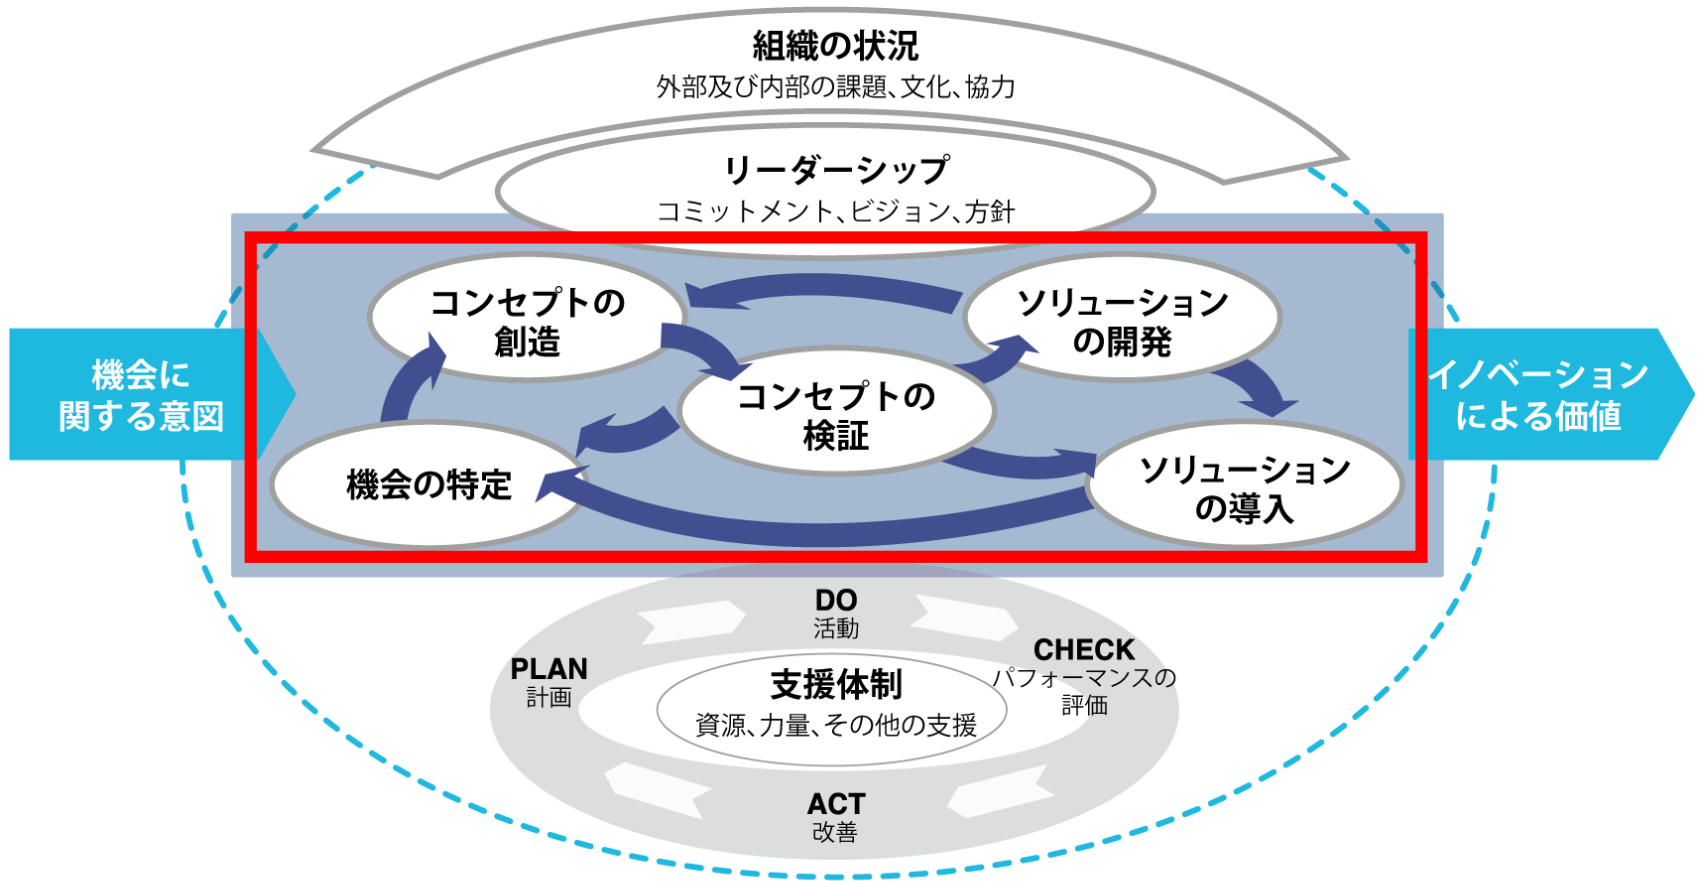 組織の状況
外部及び内部の課題、文化、協力
リーダーシップ
コミットメント、ビジョン、方針
コンセプトの
創造
ソリューション
の開発
機会に
関する意図
コンセプトの
検証
イノベーション
による価値
機会の特定
ソリューション
の導入
DO
活動
PLAN
計画
CHECK
パフォーマンスの
評価
支援体制
資源、力量、その他の支援
ACT
改善